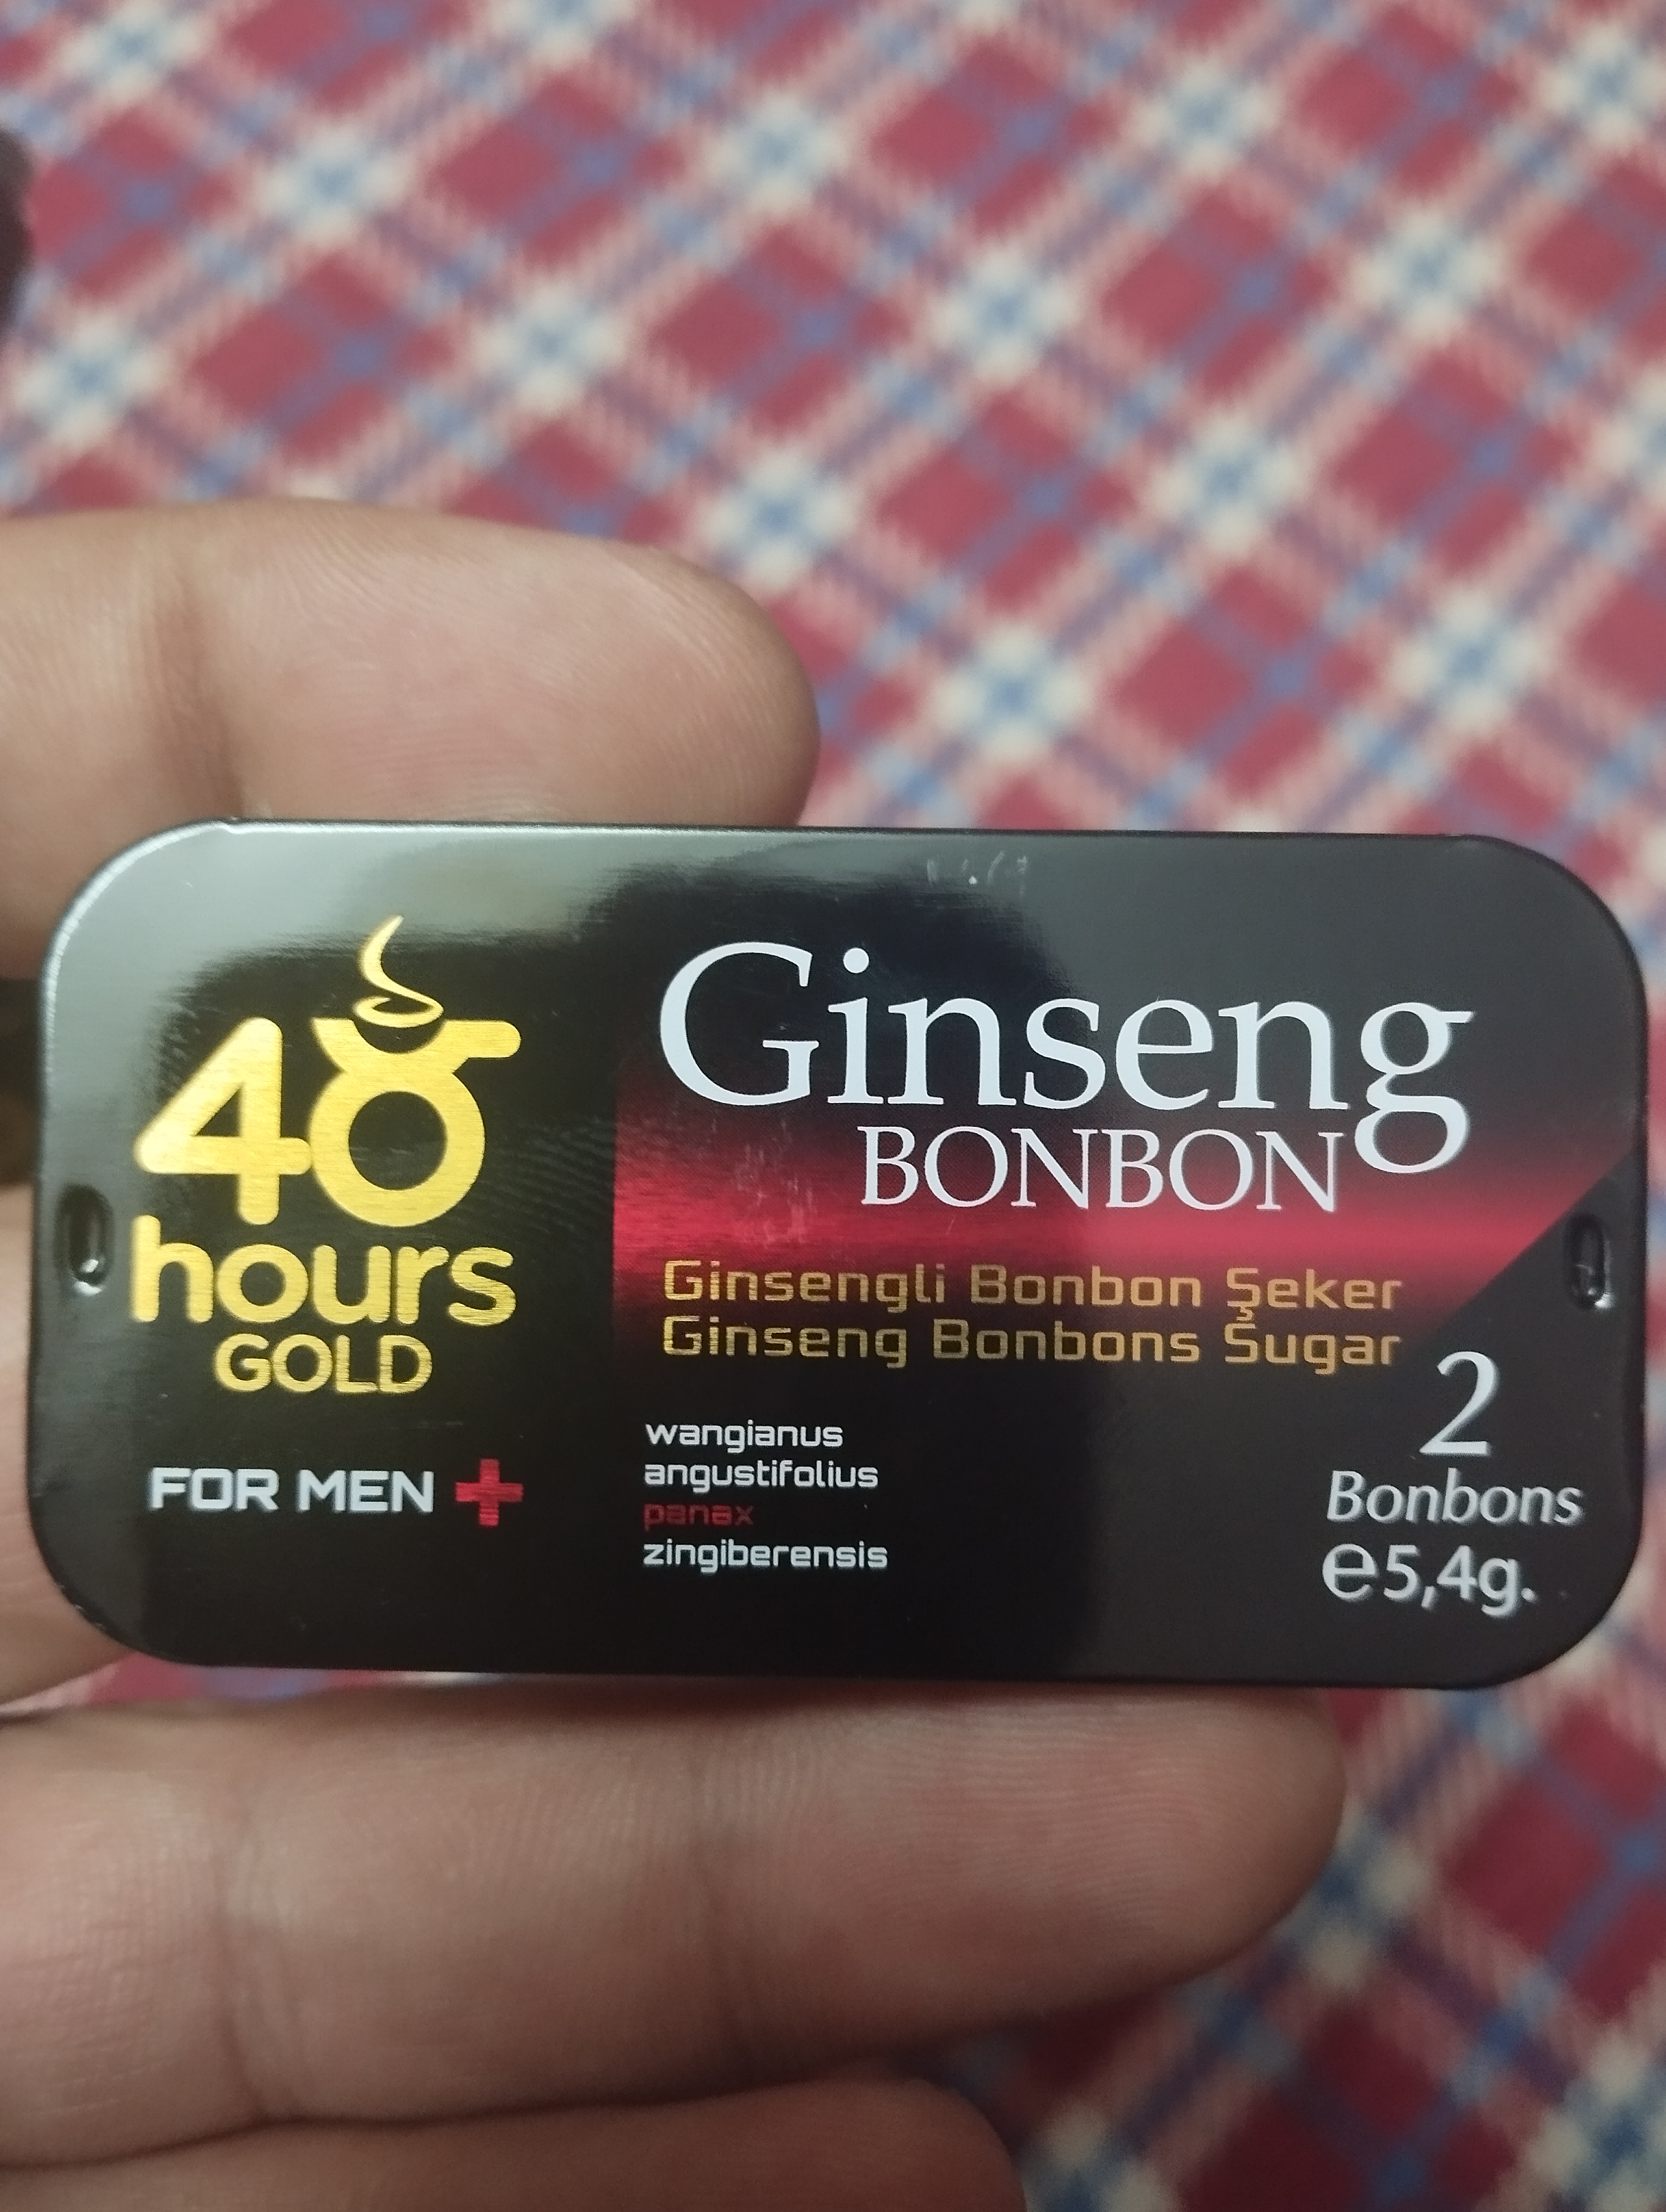 48
hours
GOLD
FOR MEN +
Ginseng
BONBON
Ginsengli Bonbon Şeker
Ginseng Bonbons Sugar
wangianus
angustifolius
panax
zingiberensis
2
Bonbons
℮5,4g.